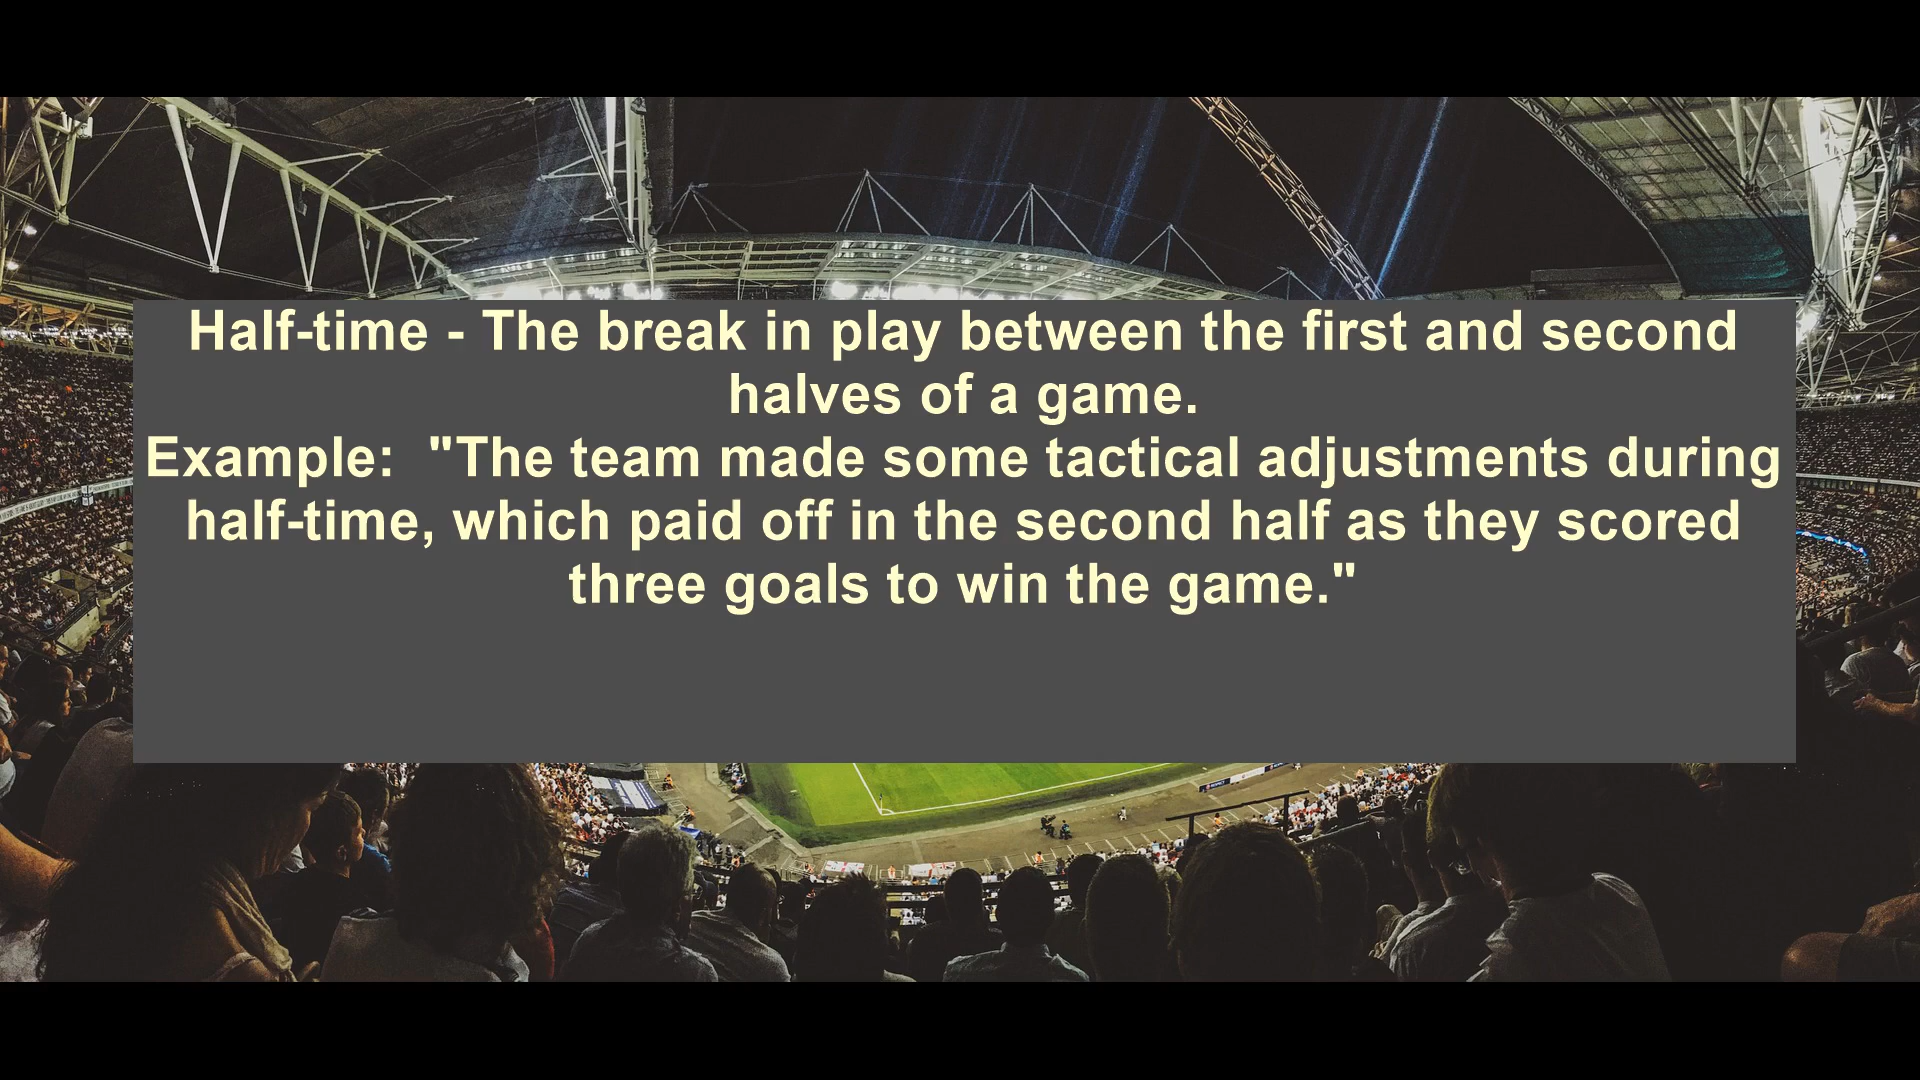 Half-time - The break in play between the first and second
halves of a game.
Example:  "The team made some tactical adjustments during
half-time, which paid off in the second half as they scored
three goals to win the game."